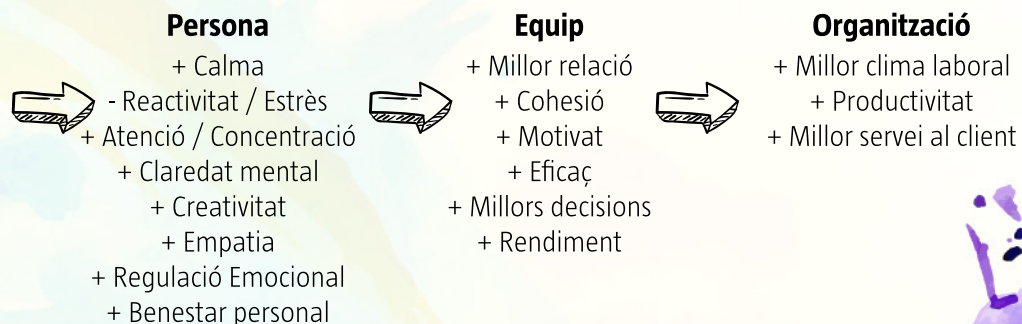 Persona
+ Calma
- Reactivitat / Estrès
+ Atenció / Concentració
+ Claredat mental
+ Creativitat
+ Empatia
+ Regulació Emocional
+ Benestar personal
Equip
+ Millor relació
+ Cohesió
+ Motivat
+ Eficaç
+ Millors decisions
+ Rendiment
Organització
+ Millor clima laboral
+ Productivitat
+ Millor servei al client